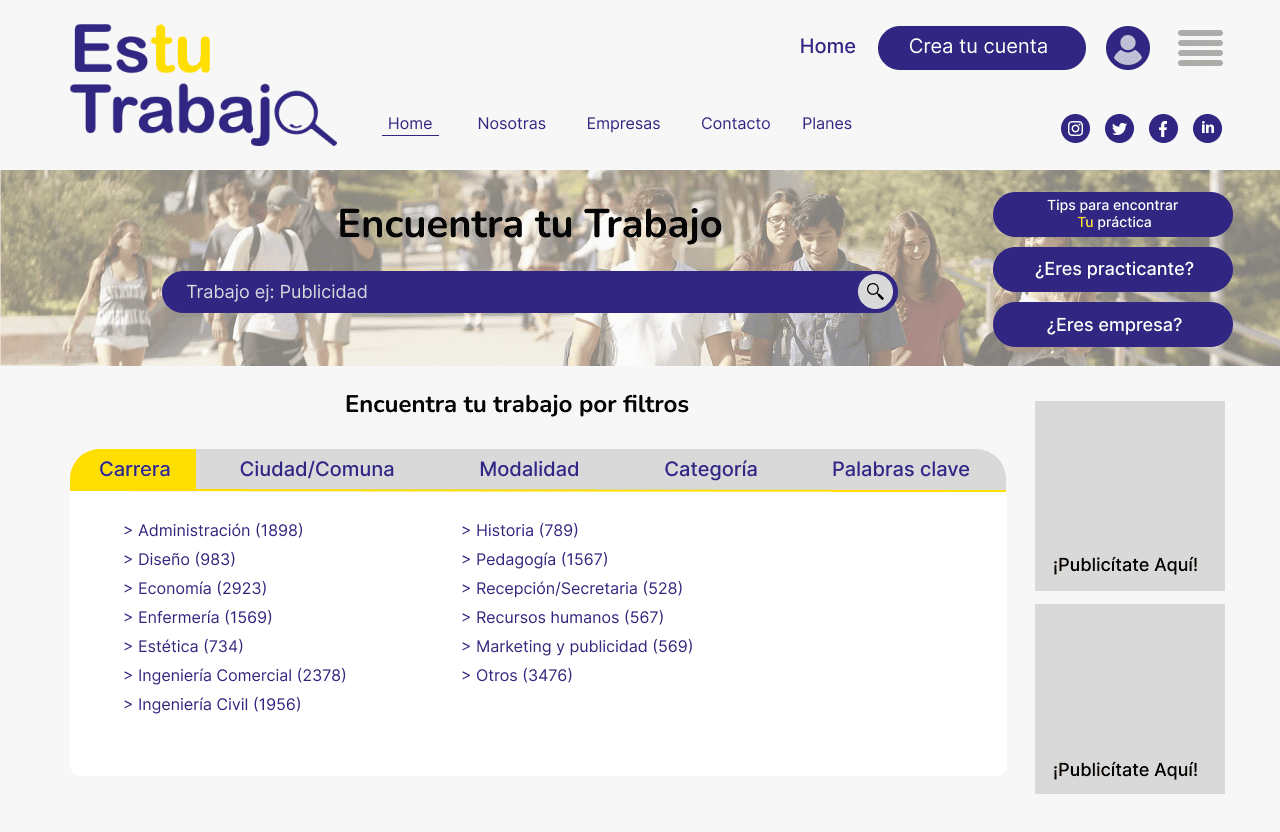 Estu
Trabajo
Home
Crea tu cuenta
Home
Nosotras
Empresas
Contacto
Planes
in
Encuentra tu Trabajo
Trabajo ej: Publicidad
Tips para encontrar
Tu práctica
¿Eres practicante?
¿Eres empresa?
Encuentra tu trabajo por filtros
Carrera
Ciudad/Comuna
Modalidad
Categoría
Palabras clave
> Administración (1898)
> Diseño (983)
> Economía (2923)
> Enfermería (1569)
> Estética (734)
> Ingeniería Comercial (2378)
> Ingeniería Civil (1956)
> Historia (789)
> Pedagogía (1567)
> Recepción/Secretaria (528)
> Recursos humanos (567)
> Marketing y publicidad (569)
> Otros (3476)
¡Publicítate Aquí!
¡Publicítate Aquí!